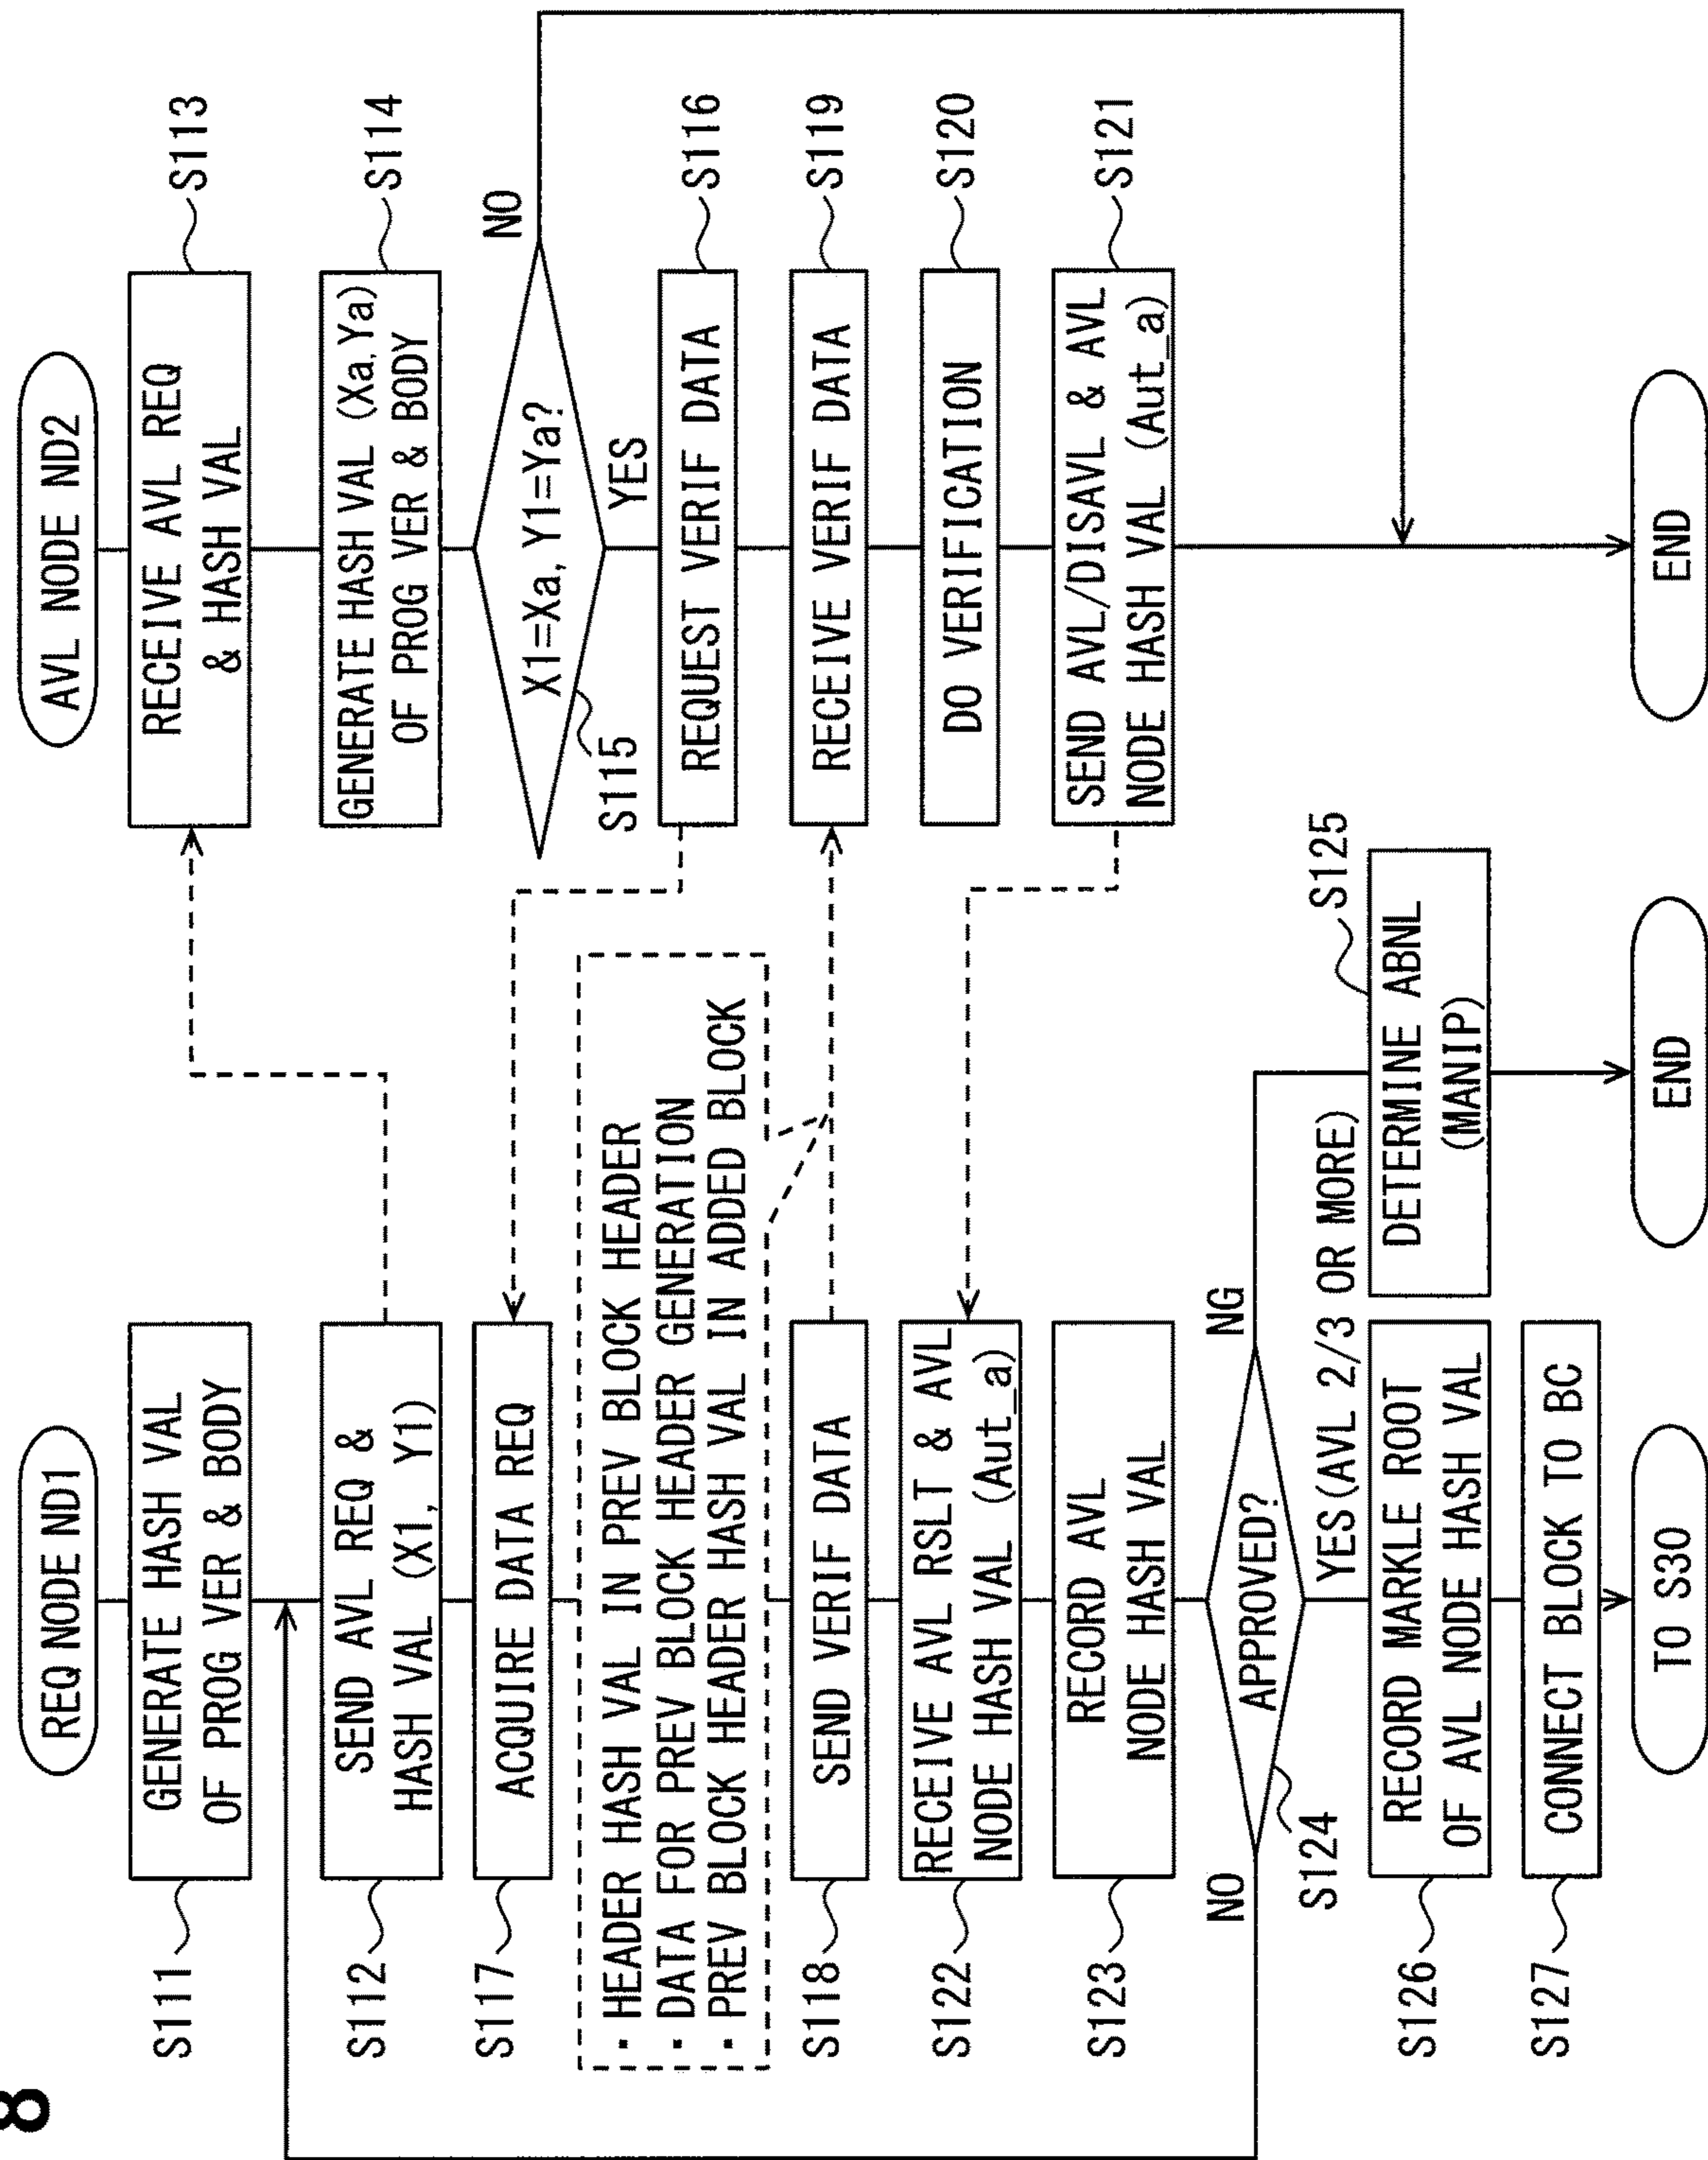 8
REQ NODE ND1
S111
GENERATE HASH VAL
OF PROG VER & BODY
S112
SEND AVL REQ &
HASH VAL (X1, Y1)
S117
ACQUIRE DATA REQ
・HEADER HASH VAL IN PREV BLOCK HEADER
・DATA FOR PREV BLOCK HEADER GENERATION
・PREV BLOCK HEADER HASH VAL IN ADDED BLOCK
S118
SEND VERIF DATA
S122
RECEIVE AVL RSLT & AVL
NODE HASH VAL (Aut_a)
S123
RECORD AVL
NODE HASH VAL
NO
APPROVED?
NG
S124
YES (AVL 2/3 OR MORE)
S125
DETERMINE ABNL
(MANIP)
S126
RECORD MARKLE ROOT
OF AVL NODE HASH VAL
S127
CONNECT BLOCK TO BC
TO S30
END
AVL NODE ND2
RECEIVE AVL REQ
& HASH VAL
S113
GENERATE HASH VAL (Xa, Ya)
OF PROG VER & BODY
S114
X1=Xa, Y1=Ya?
NO
S115
YES
REQUEST VERIF DATA
S116
RECEIVE VERIF DATA
S119
DO VERIFICATION
S120
SEND AVL/DISAVL & AVL
NODE HASH VAL (Aut_a)
S121
END